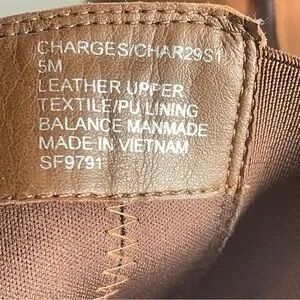 CHARGES/CHAR29S1
5M
LEATHER UPPER
TEXTILE/PU LINING
BALANCE MANMADE
MADE IN VIETNAM
SF9791